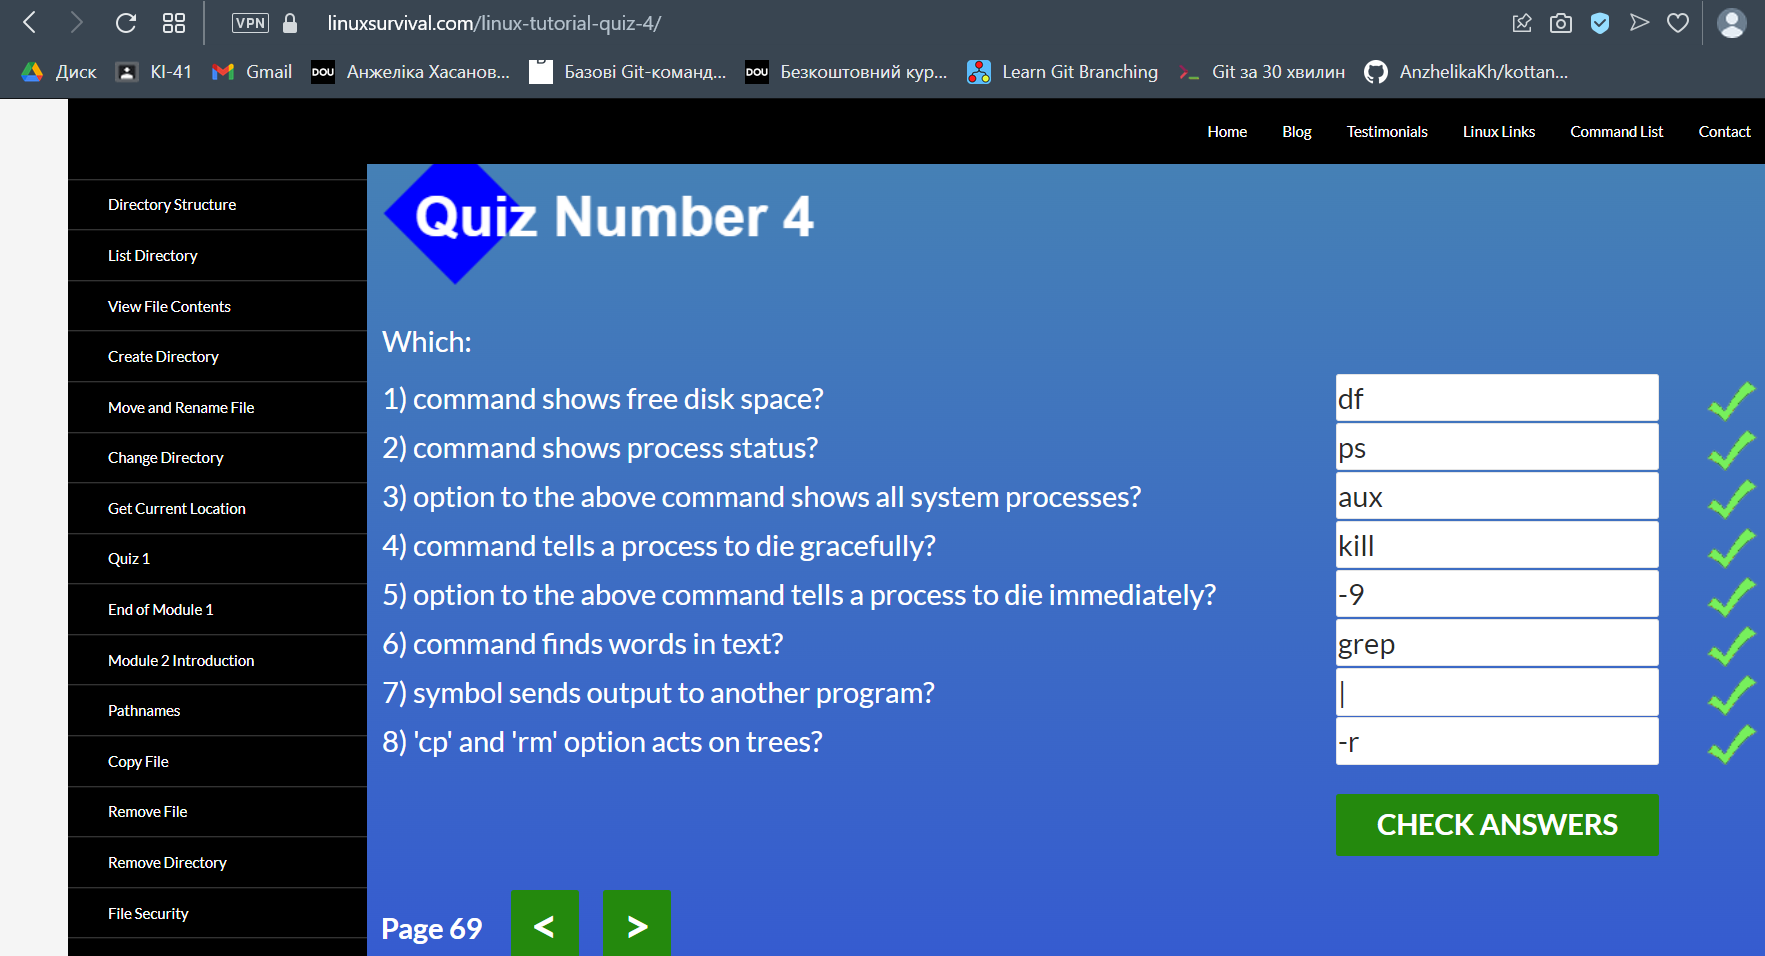 VPN linuxsurvival.com/linux-tutorial-quiz-4/
Диск KI-41 Gmail DOU Анжеліка Хасанов... Базові Git-команд... DOU Безкоштовний кур... Learn Git Branching Git за 30 хвилин AnzhelikaKh/kottan...
Home Blog Testimonials Linux Links Command List Contact
Directory Structure
List Directory
View File Contents
Create Directory
Move and Rename File
Change Directory
Get Current Location
Quiz 1
End of Module 1
Module 2 Introduction
Pathnames
Copy File
Remove File
Remove Directory
File Security
Quiz Number 4
Which:
1) command shows free disk space? df
2) command shows process status? ps
3) option to the above command shows all system processes? aux
4) command tells a process to die gracefully? kill
5) option to the above command tells a process to die immediately? -9
6) command finds words in text? grep
7) symbol sends output to another program? |
8) 'cp' and 'rm' option acts on trees? -r
CHECK ANSWERS
Page 69 < >